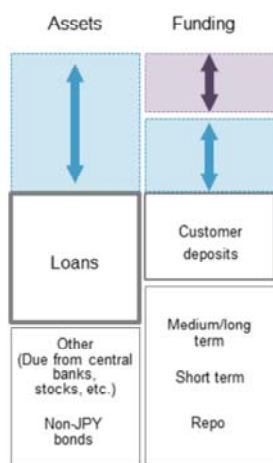 Assets
Funding
Loans
Customer
deposits
Other
(Due from central
banks,
stocks, etc.)
Non-JPY
bonds
Medium/long
term
Short term
Repo